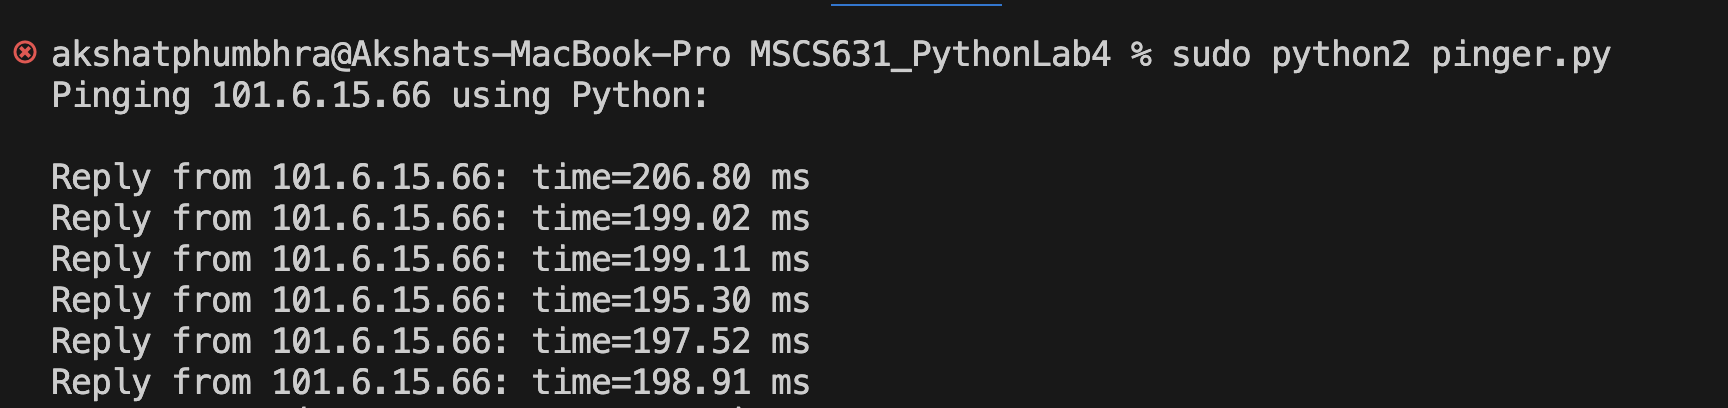 akshatphumbhra@Akshats-MacBook-Pro MSCS631_PythonLab4 % sudo python2 pinger.py
Pinging 101.6.15.66 using Python:
Reply from 101.6.15.66: time=206.80 ms
Reply from 101.6.15.66: time=199.02 ms
Reply from 101.6.15.66: time=199.11 ms
Reply from 101.6.15.66: time=195.30 ms
Reply from 101.6.15.66: time=197.52 ms
Reply from 101.6.15.66: time=198.91 ms